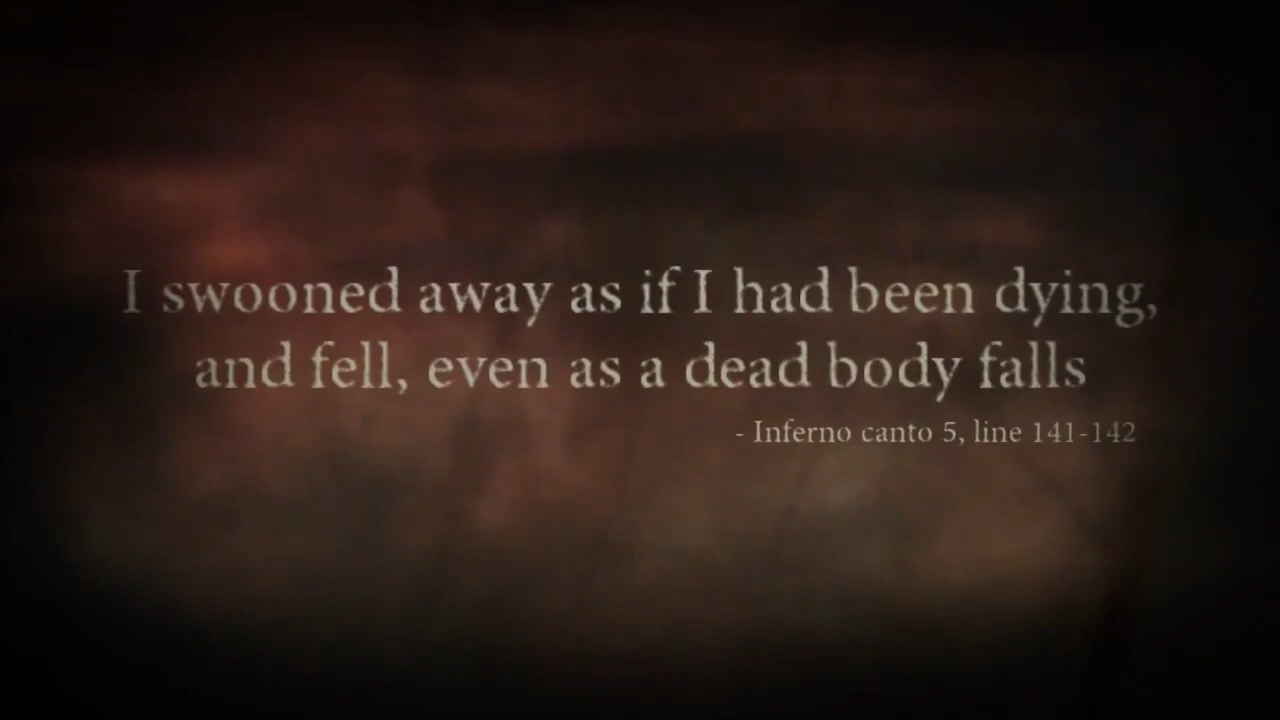 I swooned away as if I had been dying,
and fell, even as a dead body falls
- Inferno canto 5, line 141-142